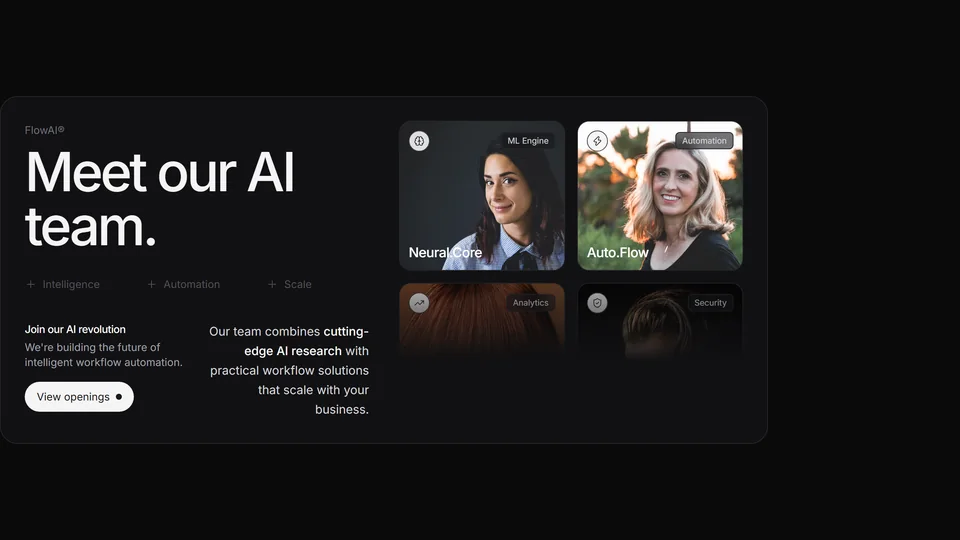 FlowAI®
Meet our AI
team.
Intelligence
Automation
Scale
Join our AI revolution
We're building the future of
intelligent workflow automation.
View openings
Our team combines cutting-
edge AI research with
practical workflow solutions
that scale with your
business.
ML Engine
Neural.Core
Automation
Auto.Flow
Analytics
Security